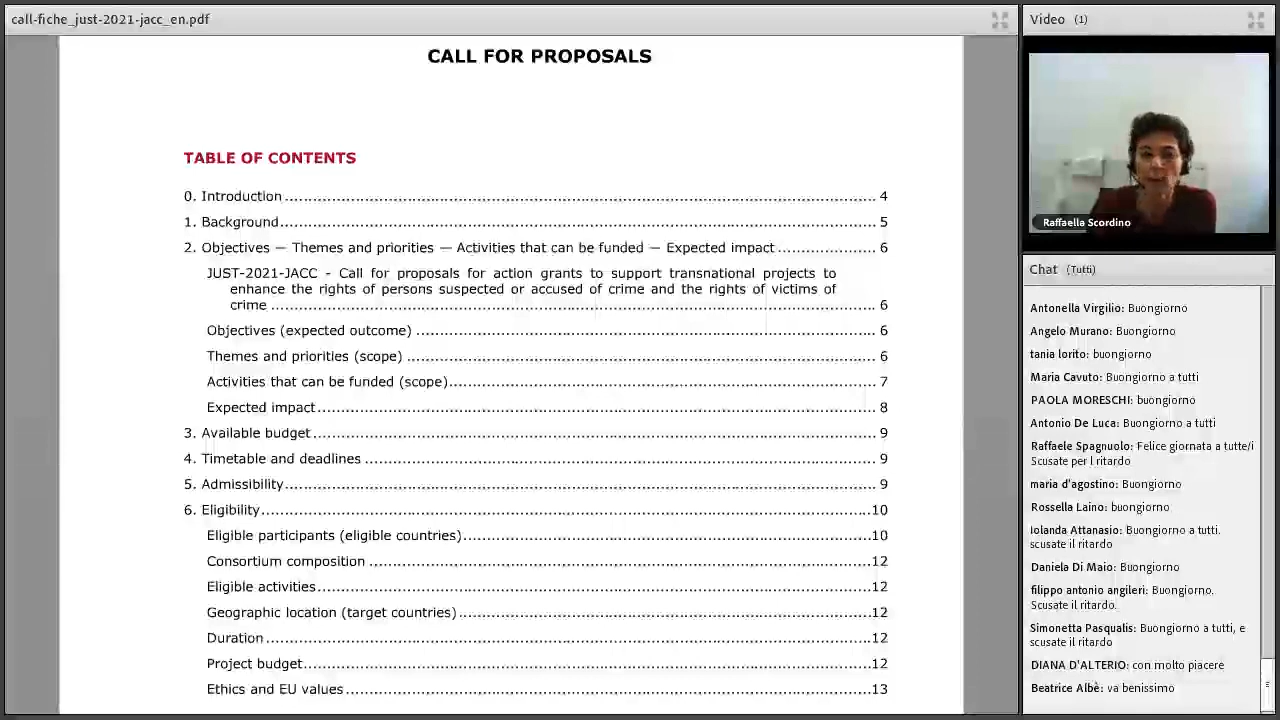 call-fiche_just-2021-jacc_en.pdf
CALL FOR PROPOSALS
TABLE OF CONTENTS
0. Introduction 4
1. Background 5
2. Objectives — Themes and priorities — Activities that can be funded — Expected impact 6
JUST-2021-JACC - Call for proposals for action grants to support transnational projects to
enhance the rights of persons suspected or accused of crime and the rights of victims of
crime 6
Objectives (expected outcome) 6
Themes and priorities (scope) 6
Activities that can be funded (scope) 7
Expected impact 8
3. Available budget 9
4. Timetable and deadlines 9
5. Admissibility 9
6. Eligibility 10
Eligible participants (eligible countries) 10
Consortium composition 12
Eligible activities 12
Geographic location (target countries) 12
Duration 12
Project budget 12
Ethics and EU values 13
Video (1)
Raffaella Scordino
Chat (Tutti)
Antonella Virgilio: Buongiorno
Angelo Murano: Buongiorno
tania lorito: buongiorno
Maria Cavuto: Buongiorno a tutti
PAOLA MORESCHI: buongiorno
Antonio De Luca: Buongiorno a tutti
Raffaele Spagnuolo: Felice giornata a tutte/i
Scusate per l ritardo
maria d'agostino: Buongiorno
Rossella Laino: buongiorno
Iolanda Attanasio: Buongiorno a tutti.
scusate il ritardo
Daniela Di Maio: Buongiorno
filippo antonio angileri: Buongiorno.
Scusate il ritardo.
Simonetta Pasqualis: Buongiorno a tutti, e
scusate il ritardo
DIANA D'ALTERIO: con molto piacere
Beatrice Albè: va benissimo